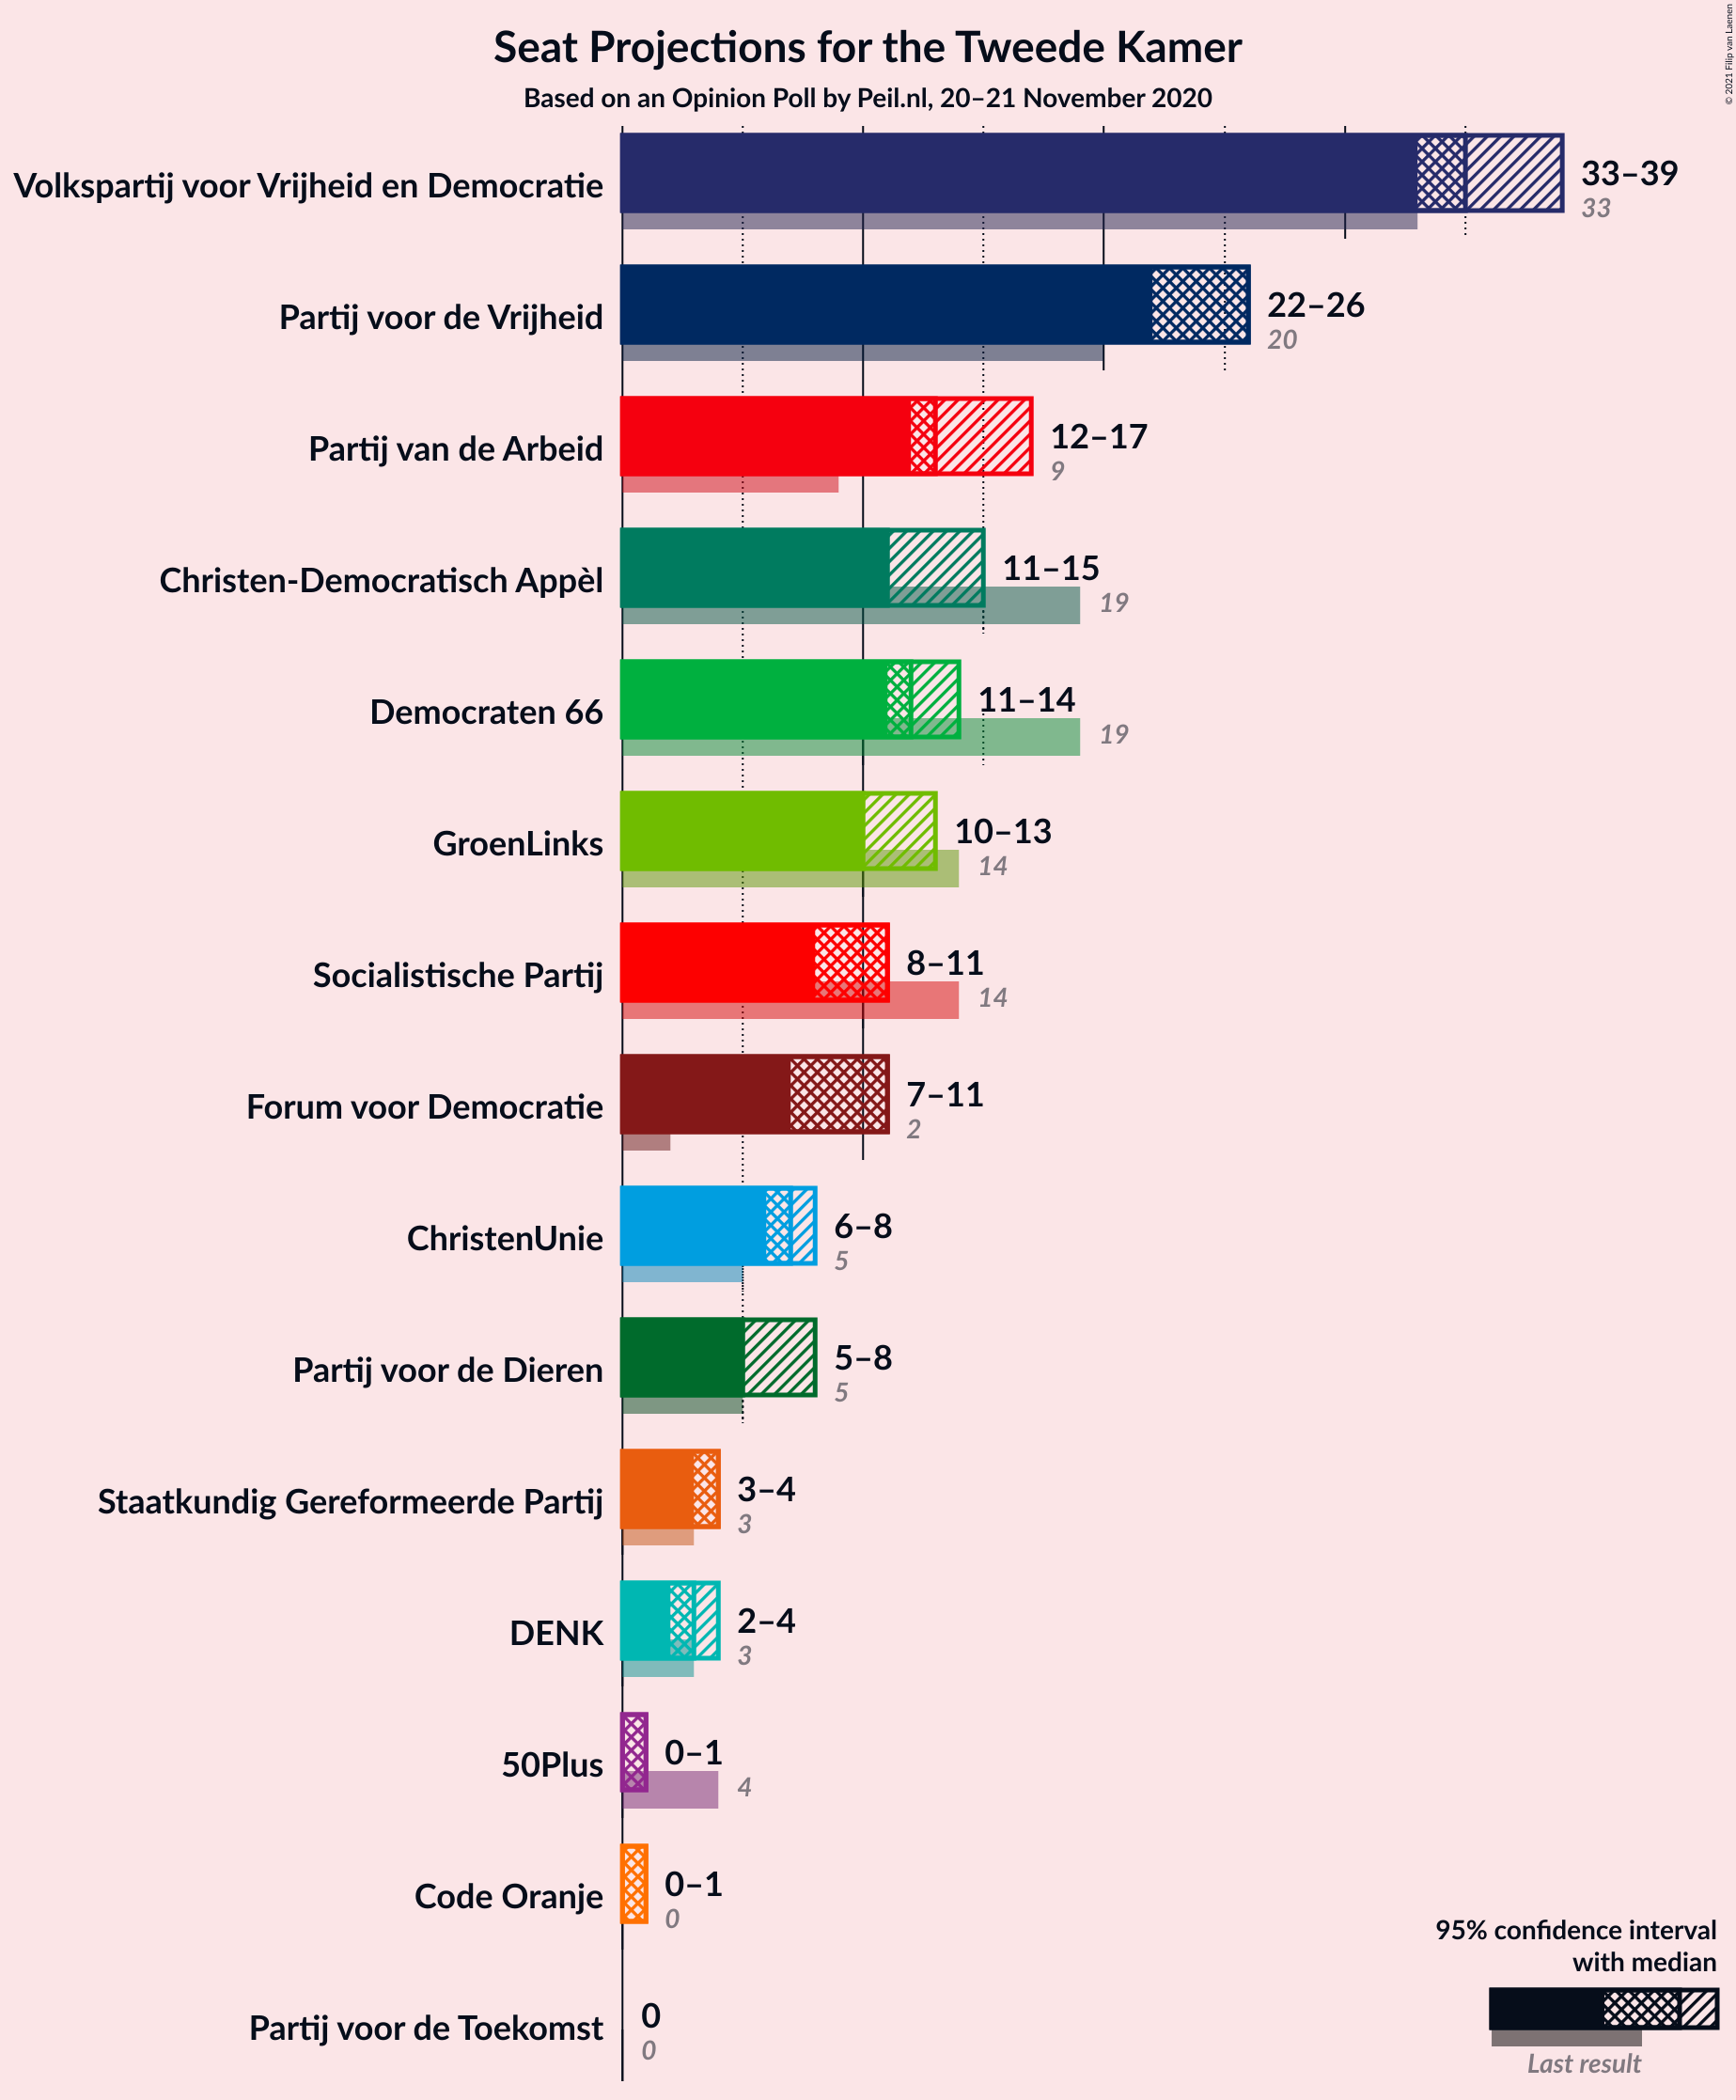 Seat Projections for the Tweede Kamer
Based on an Opinion Poll by Peil.nl, 20–21 November 2020
© 2021 Filip van Laenen
Volkspartij voor Vrijheid en Democratie
33–39
33
Partij voor de Vrijheid
22–26
20
Partij van de Arbeid
12–17
9
Christen-Democratisch Appèl
11–15
19
Democraten 66
11–14
19
GroenLinks
10–13
14
Socialistische Partij
8–11
14
Forum voor Democratie
7–11
2
ChristenUnie
6–8
5
Partij voor de Dieren
5–8
5
Staatkundig Gereformeerde Partij
3–4
3
DENK
2–4
3
50Plus
0–1
4
Code Oranje
0–1
0
Partij voor de Toekomst
0
0
95% confidence interval
with median
Last result